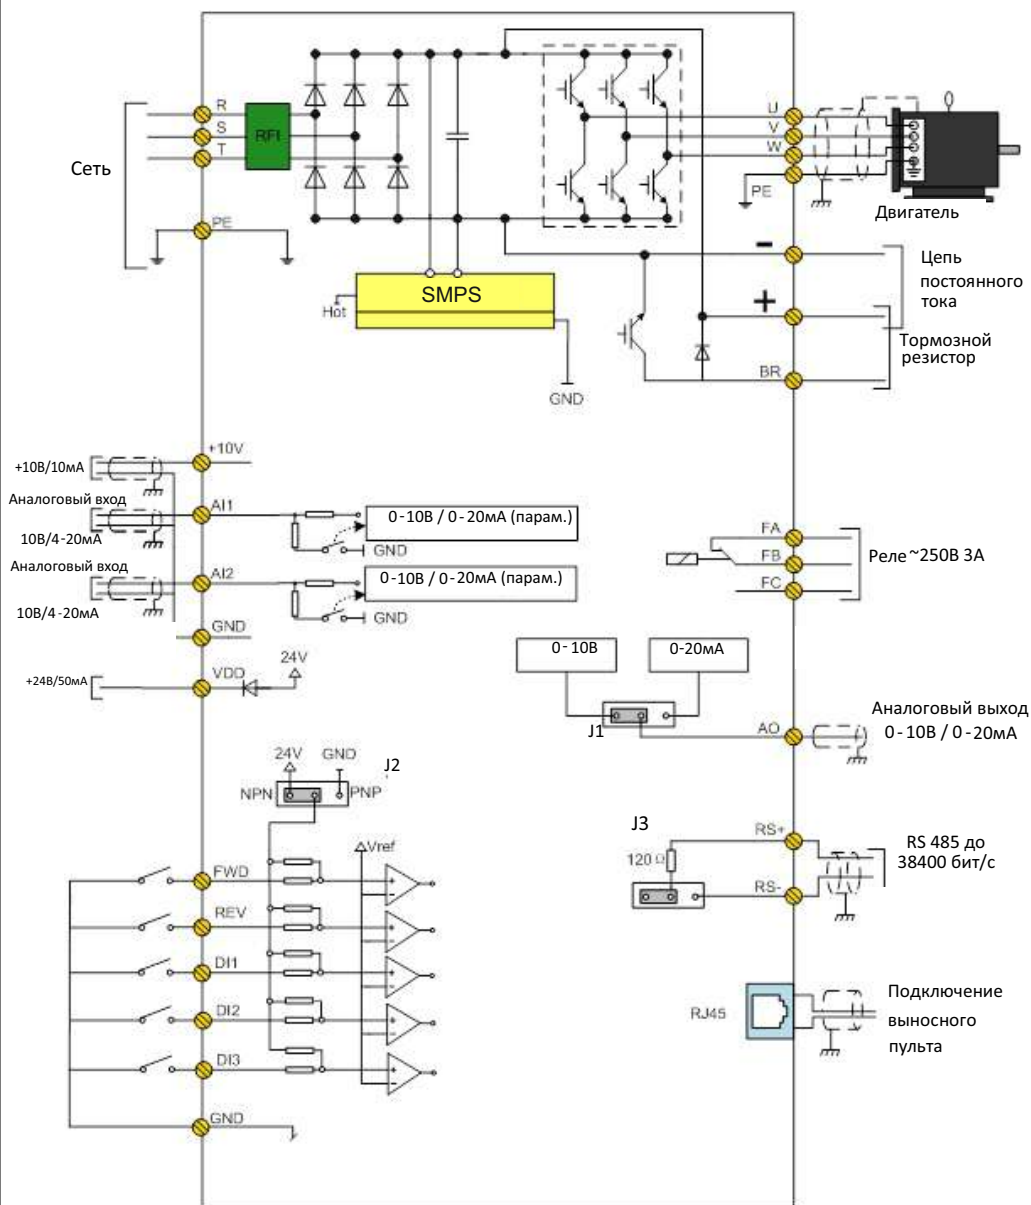 R
S
T
RFI
Сеть
PE
U
V
W
PE
Двигатель
-
+
Цепь
постоянного
тока
SMPS
Hot
GND
Тормозной
резистор
BR
+10V
+10В/10мА
Аналоговый вход
AI1
10В/4-20мА
0-10В / 0-20мА (парам.)
GND
Аналоговый вход
AI2
10В/4-20мА
0-10В / 0-20мА (парам.)
GND
GND
FA
FB
FC
Реле ~250В 3А
+24В/50мА
VDD
24V
0-10В
0-20мА
J1
AO
Аналоговый выход
0-10В / 0-20мА
24V
GND
J2
NPN
PNP
Vref
FWD
REV
DI1
DI2
DI3
GND
+
-
+
-
+
-
+
-
+
-
J3
120 Ω
RS+
RS-
RS 485 до
38400 бит/с
RJ45
Подключение
выносного
пульта